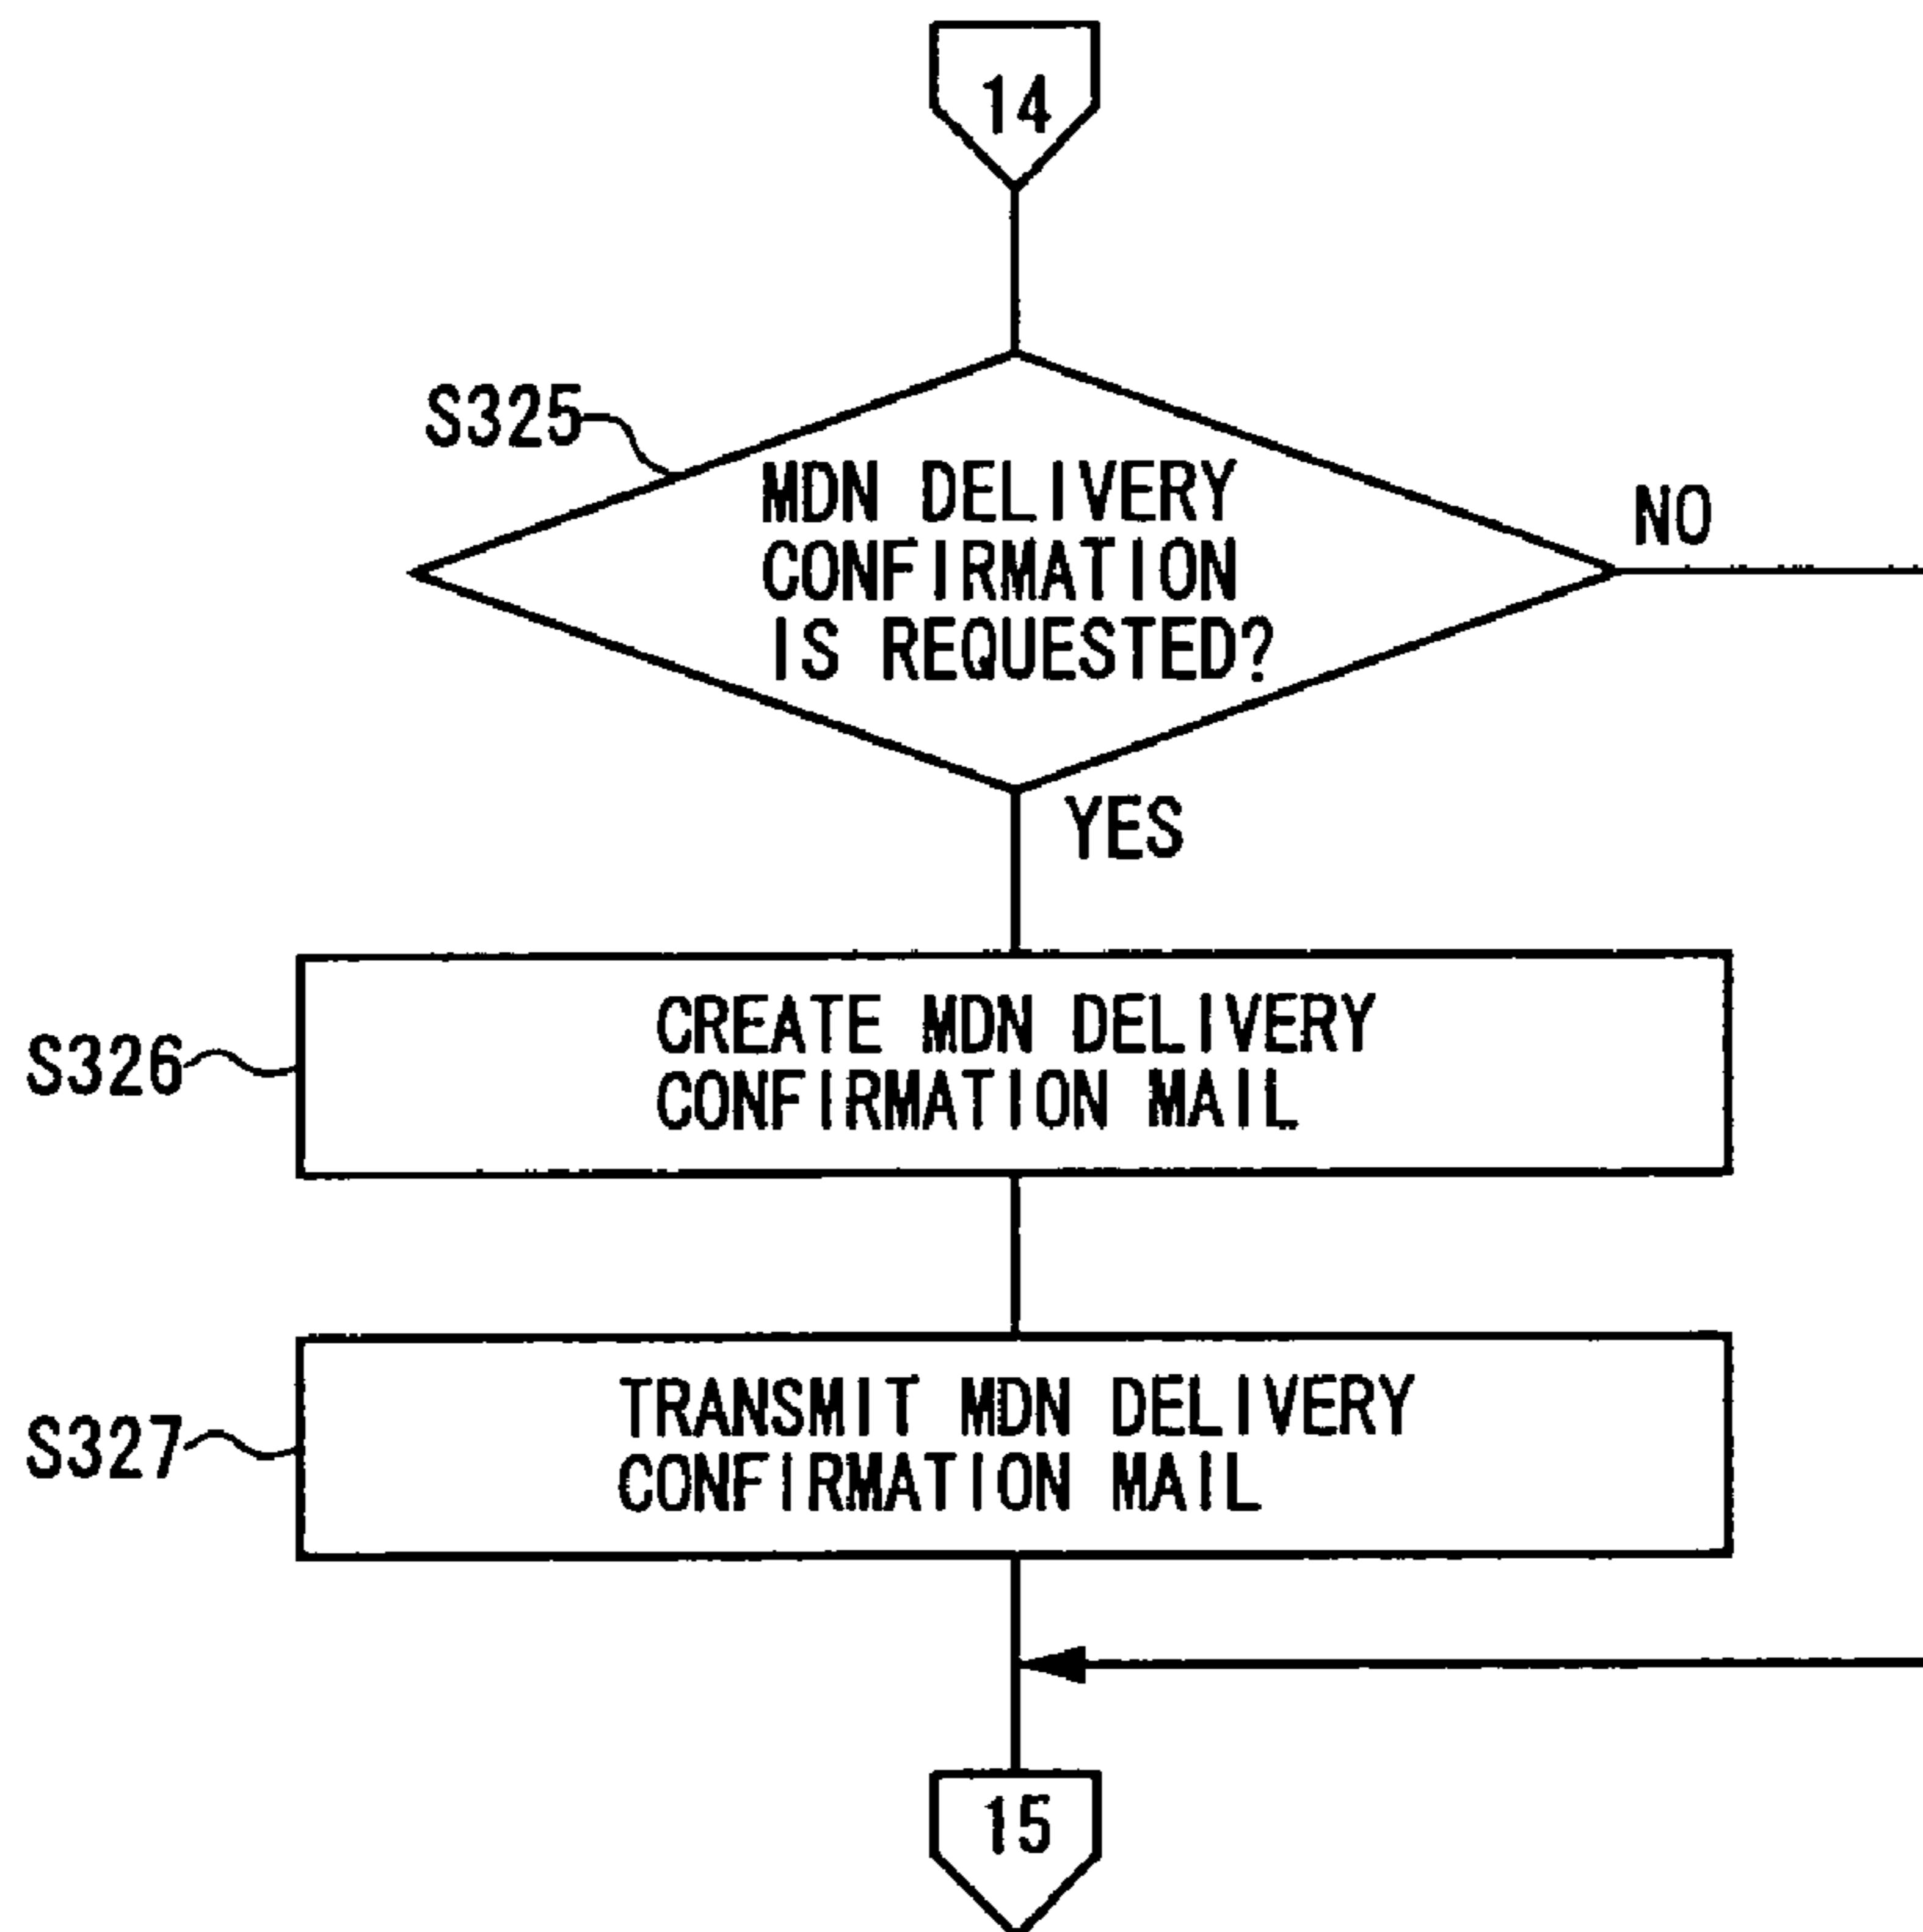 14
S325
MDN DELIVERY
CONFIRMATION
IS REQUESTED?
NO
YES
S326
CREATE MDN DELIVERY
CONFIRMATION MAIL
S327
TRANSMIT MDN DELIVERY
CONFIRMATION MAIL
15